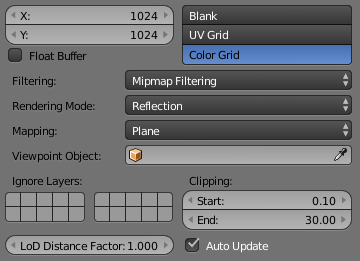 X: 1024
Y: 1024
Float Buffer
Blank
UV Grid
Color Grid
Filtering: Mipmap Filtering
Rendering Mode: Reflection
Mapping: Plane
Viewpoint Object:
Ignore Layers:
Clipping:
Start: 0.10
End: 30.00
LoD Distance Factor: 1.000
Auto Update